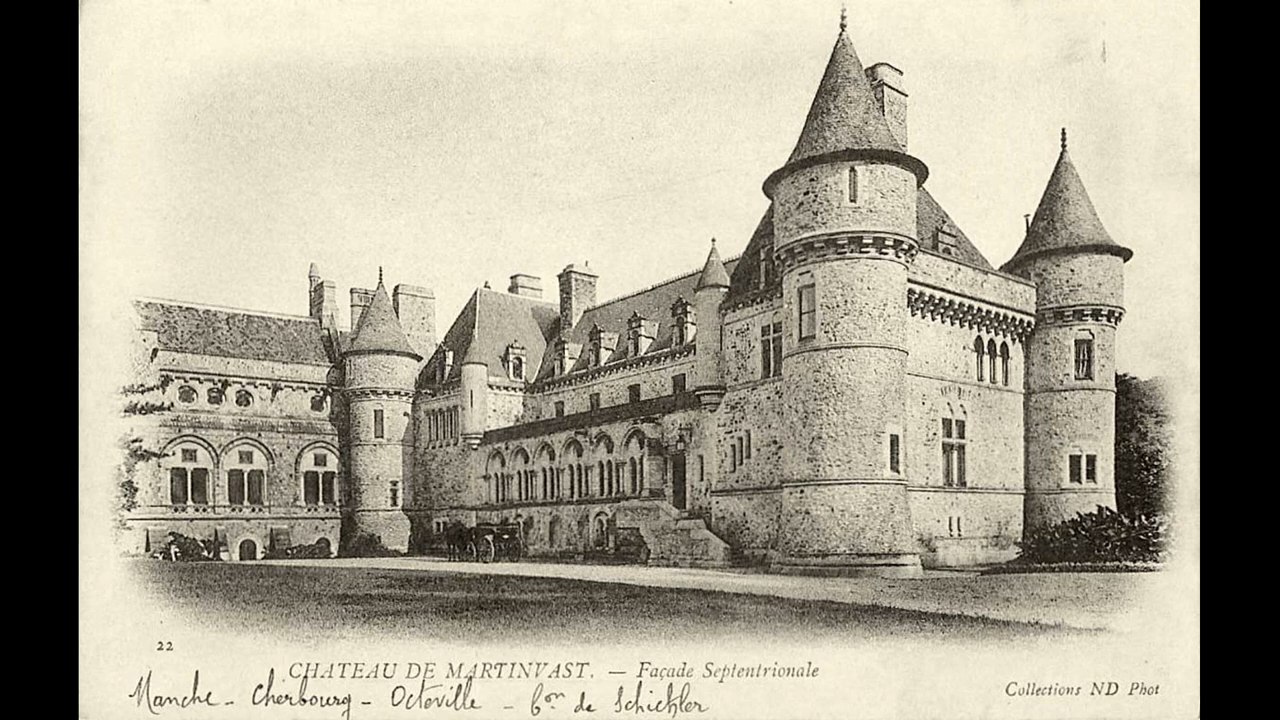 22
CHATEAU DE MARTINVAST. — Façade Septentrionale
Collections ND Phot
Manche - Cherbourg - Octeville - bon de Schickler